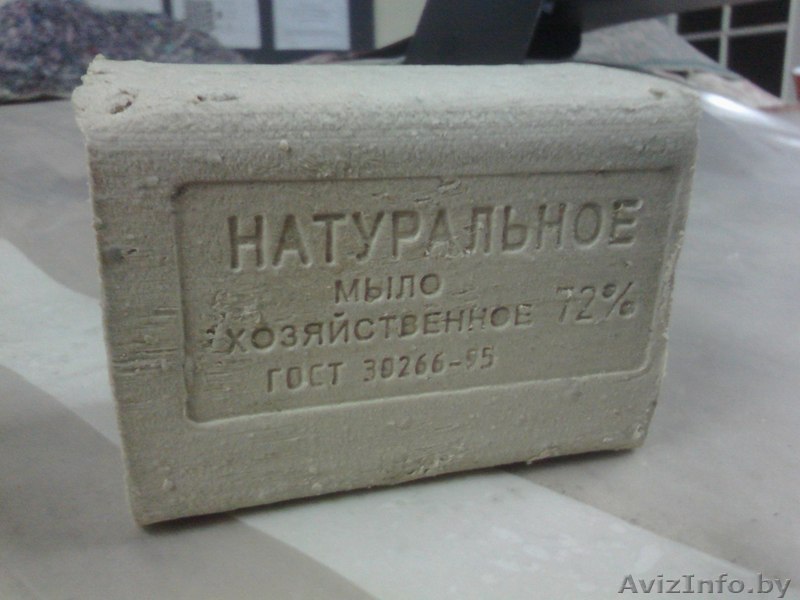 НАТУРАЛЬНОЕ
МЫЛО
ХОЗЯЙСТВЕННОЕ 72%
ГОСТ 30266-95
AvizInfo.by